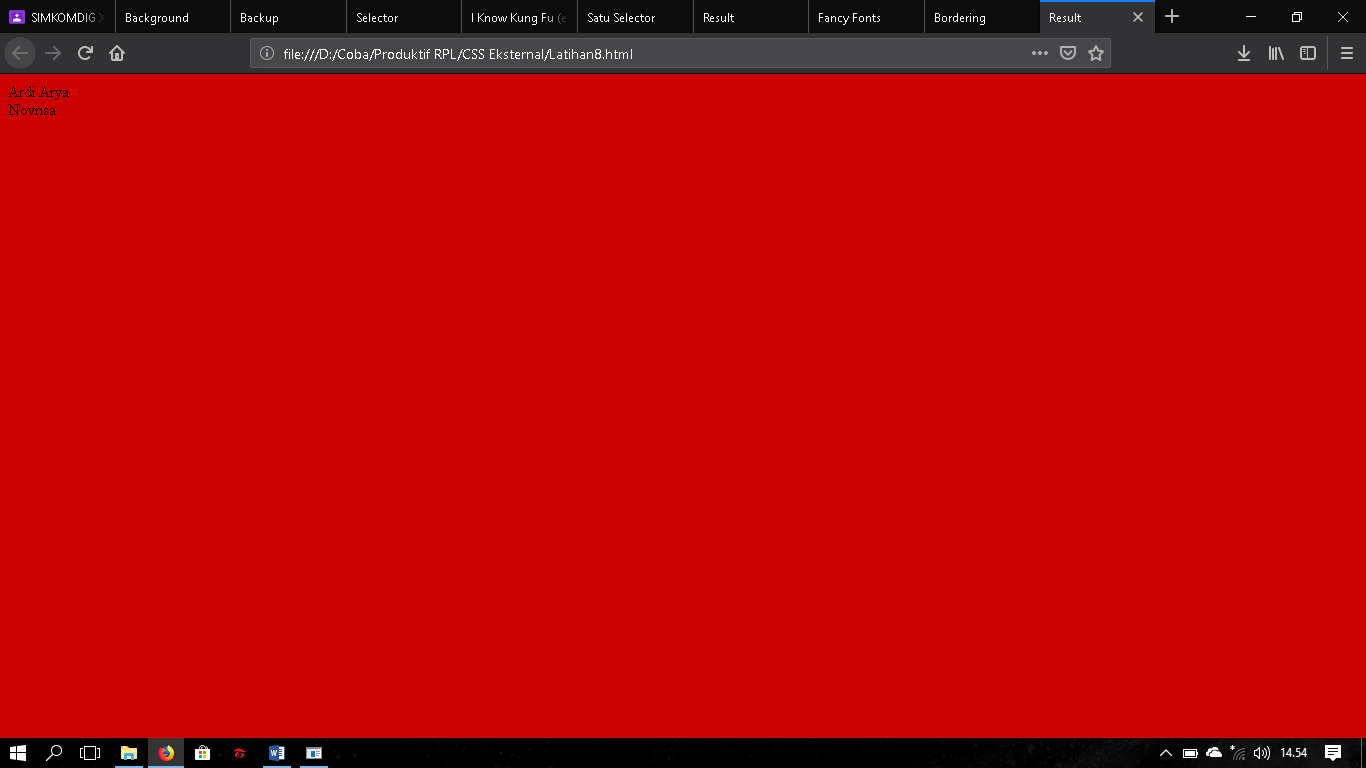 SIMKOMDIG
Background
Backup
Selector
I Know Kung Fu (e
Satu Selector
Result
Fancy Fonts
Bordering
Result
file:///D:/Coba/Produktif RPL/CSS Eksternal/Latihan8.html
Ardi Arya
Novrisa
14.54